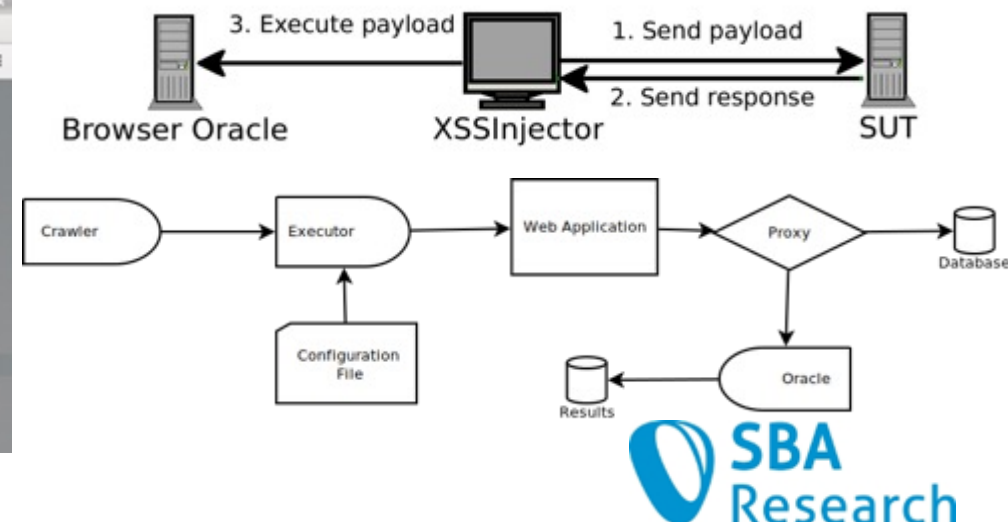 3. Execute payload
1. Send payload
2. Send response
Browser Oracle
XSSInjector
SUT
Crawler
Executor
Web Application
Proxy
Database
Configuration
File
Oracle
Results
SBA
Research